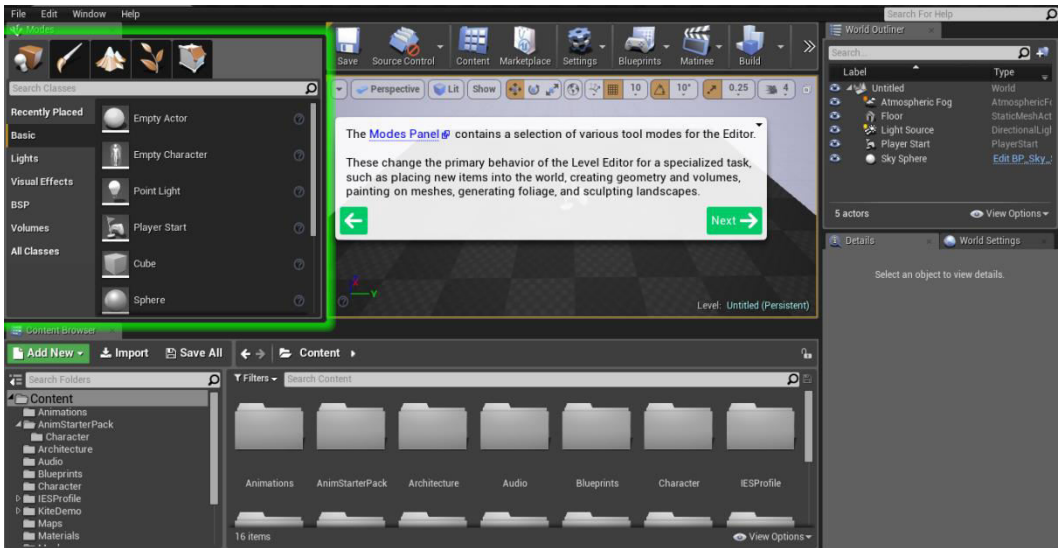 File Edit Window Help
Search For Help
Modes
Search Classes
Recently Placed
Basic
Lights
Visual Effects
BSP
Volumes
All Classes
Empty Actor
Empty Character
Point Light
Player Start
Cube
Sphere
Save Source Control Content Marketplace Settings Blueprints Matinee Build
Perspective Lit Show 10 10° 0.25 4
The Modes Panel contains a selection of various tool modes for the Editor.
These change the primary behavior of the Level Editor for a specialized task,
such as placing new items into the world, creating geometry and volumes,
painting on meshes, generating foliage, and sculpting landscapes.
Next
X
Y
Level: Untitled (Persistent)
World Outliner
Search...
Label Type
Untitled World
Atmospheric Fog AtmosphericFo
Floor StaticMeshAct
Light Source DirectionalLigl
Player Start PlayerStart
Sky Sphere Edit BP_Sky_
5 actors View Options
Details World Settings
Select an object to view details.
Content Browser
Add New Import Save All Content
Search Folders
Content
Animations
AnimStarterPack
Character
Architecture
Audio
Blueprints
Character
IESProfile
KiteDemo
Maps
Materials
Filters Search Content
Animations AnimStarterPack Architecture Audio Blueprints Character IESProfile
16 items View Options